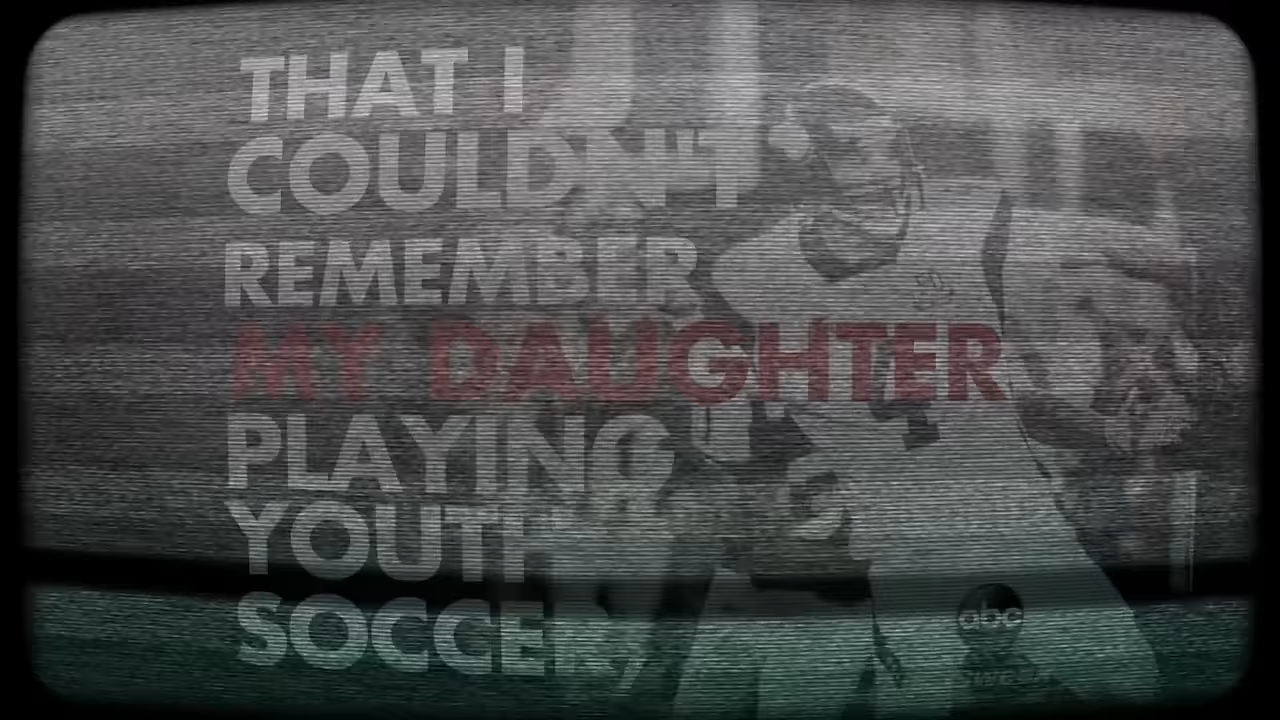 THAT I
COULDN'T
REMEMBER
MY DAUGHTER
PLAYING
YOUTH
SOCCER,
abc